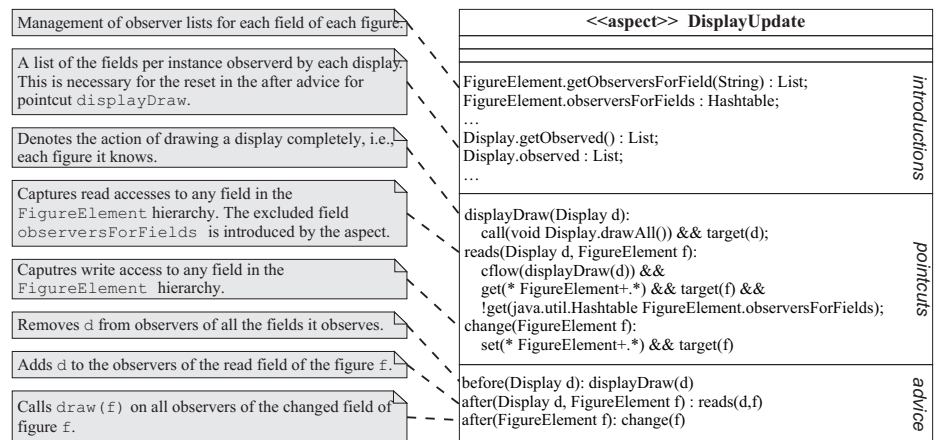 Management of observer lists for each field of each figure.
A list of the fields per instance observerd by each display.
This is necessary for the reset in the after advice for
pointcut displayDraw.
Denotes the action of drawing a display completely, i.e.,
each figure it knows.
Captures read accesses to any field in the
FigureElement hierarchy. The excluded field
observersForFields is introduced by the aspect.
Caputres write access to any field in the
FigureElement hierarchy.
Removes d from observers of all the fields it observes.
Adds d to the observers of the read field of the figure f.
Calls draw(f) on all observers of the changed field of
figure f.
<<aspect>> DisplayUpdate
FigureElement.getObserversForField(String) : List;
FigureElement.observersForFields : Hashtable;
…
Display.getObserved() : List;
Display.observed : List;
…
introductions
displayDraw(Display d):
call(void Display.drawAll()) && target(d);
reads(Display d, FigureElement f):
cflow(displayDraw(d)) &&
get(* FigureElement+.*) && target(f) &&
!get(java.util.Hashtable FigureElement.observersForFields);
change(FigureElement f):
set(* FigureElement+.*) && target(f)
pointcuts
before(Display d): displayDraw(d)
after(Display d, FigureElement f) : reads(d,f)
after(FigureElement f): change(f)
advice